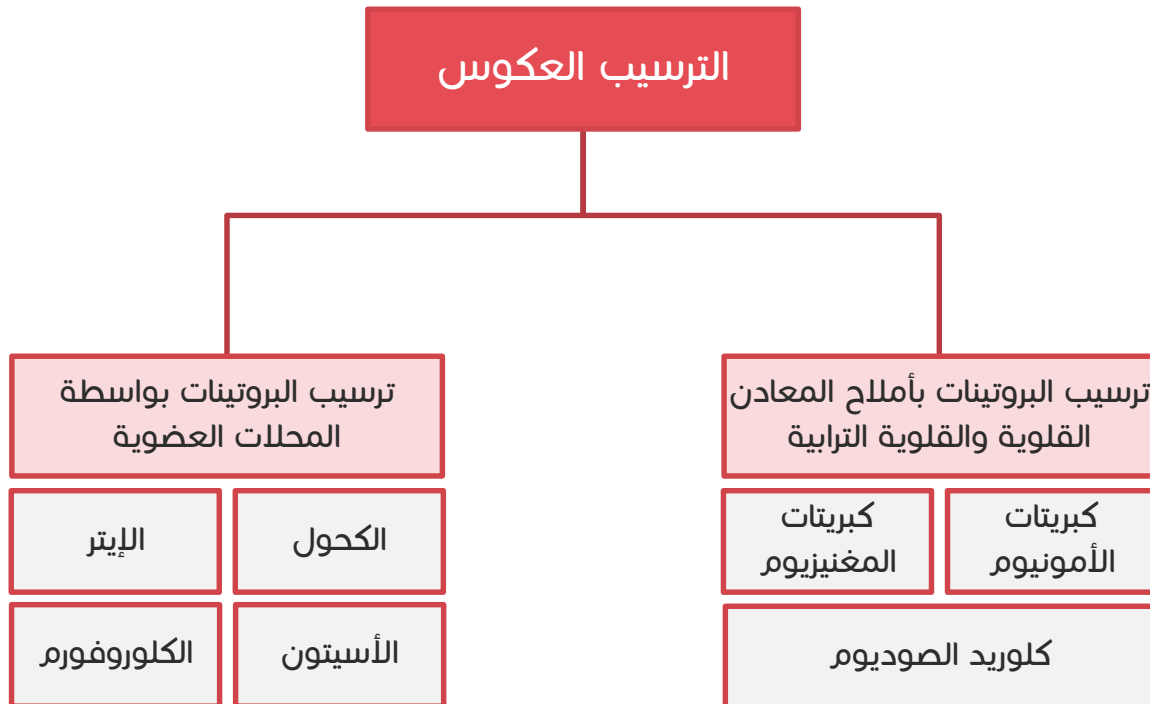 الترسيب العكوس
ترسيب البروتينات بأملاح المعادن
القلوية والقلوية الترابية
كبريتات
الأمونيوم
كبريتات
المغنيزيوم
كلوريد الصوديوم
ترسيب البروتينات بواسطة
المحلات العضوية
الكحول
الإيتر
الأسيتون
الكلوروفورم